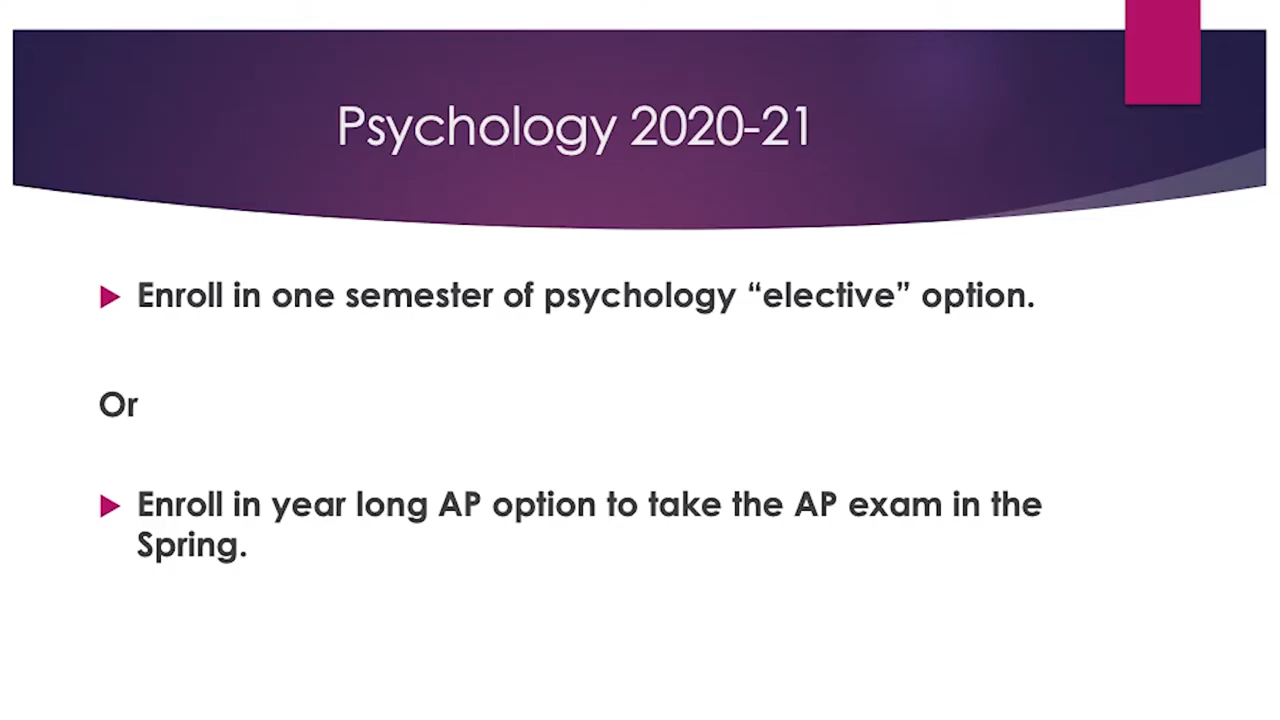 Psychology 2020-21
Enroll in one semester of psychology “elective” option.
Or
Enroll in year long AP option to take the AP exam in the
Spring.